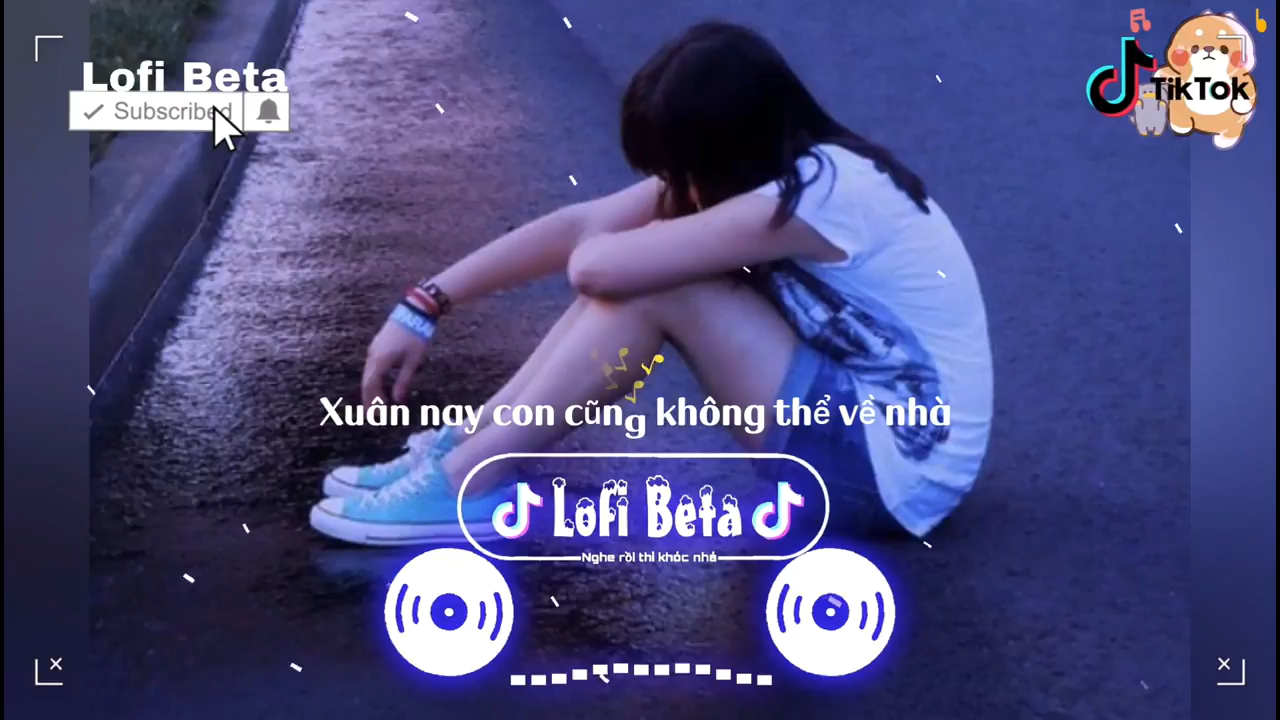 Lofi Beta
Subscribed
TikTok
Xuân nay con cũng không thể về nhà
Lofi Beta
Nghe rồi thì khóc nhé